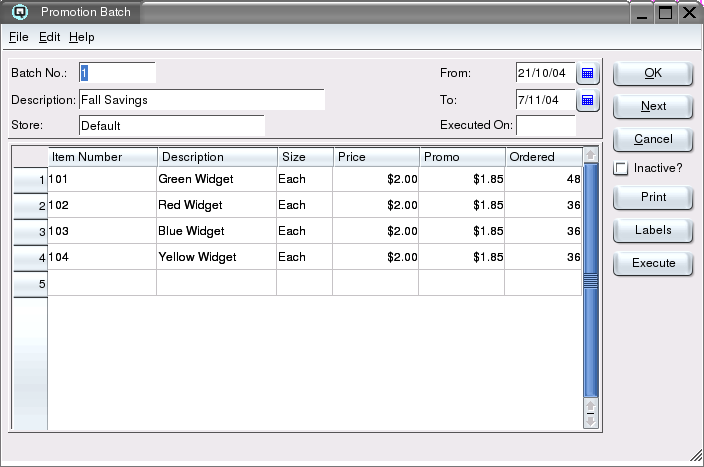 Promotion Batch
File Edit Help
Batch No.: 1 From: 21/10/04 OK
Description: Fall Savings To: 7/11/04 Next
Store: Default Executed On: Cancel
Item Number Description Size Price Promo Ordered Inactive?
1 101 Green Widget Each $2.00 $1.85 48 Print
2 102 Red Widget Each $2.00 $1.85 36
3 103 Blue Widget Each $2.00 $1.85 36 Labels
4 104 Yellow Widget Each $2.00 $1.85 36 Execute
5